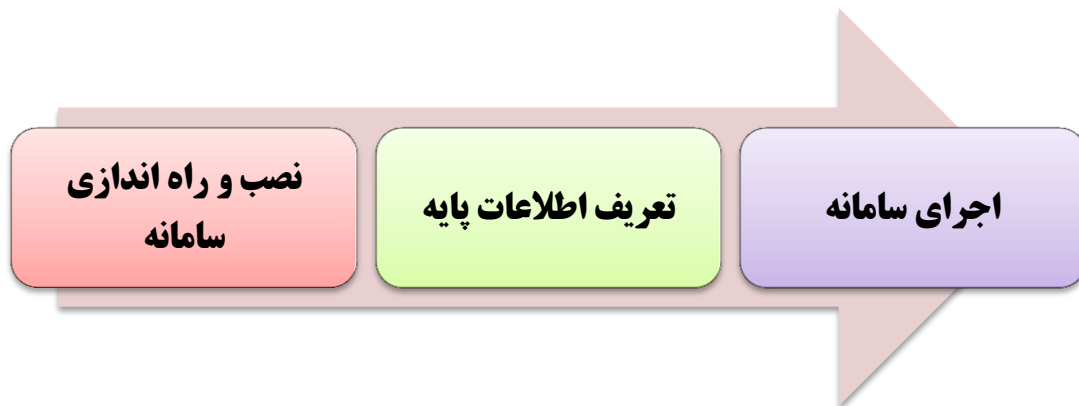 نصب و راه اندازی
سامانه
تعریف اطلاعات پایه
اجرای سامانه